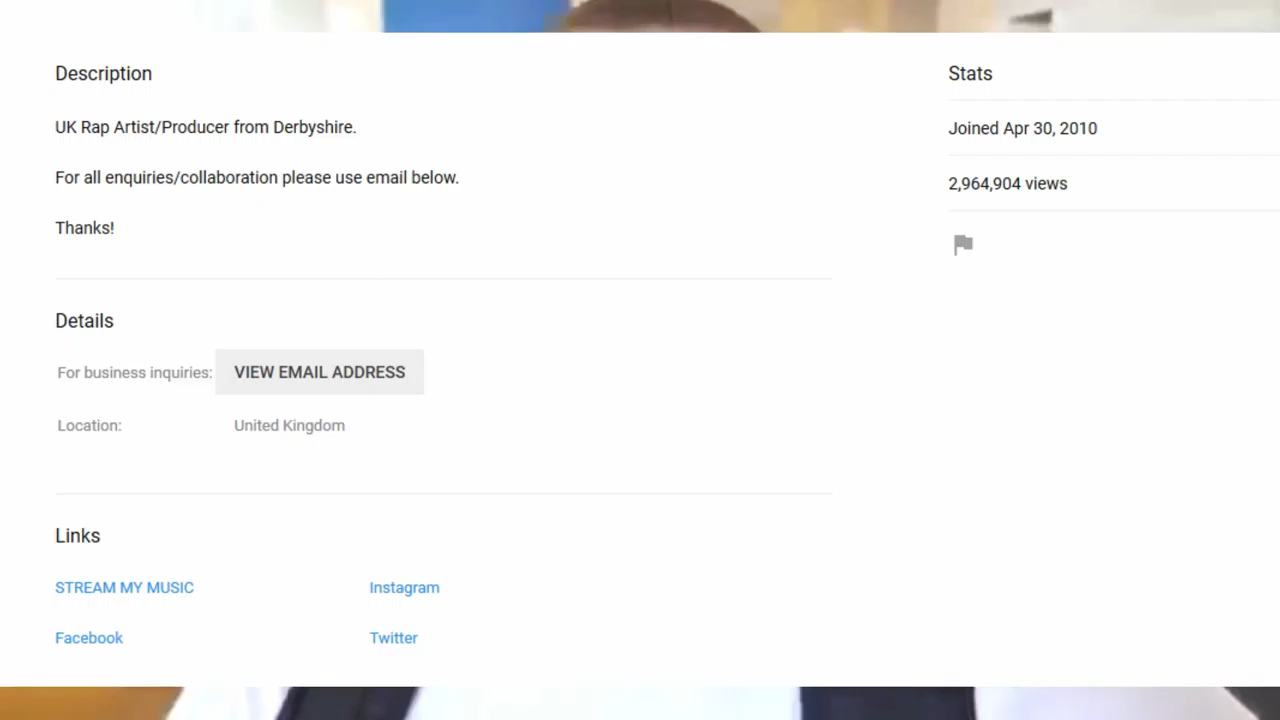 Description
UK Rap Artist/Producer from Derbyshire.
For all enquiries/collaboration please use email below.
Thanks!
Details
For business inquiries: VIEW EMAIL ADDRESS
Location: United Kingdom
Links
STREAM MY MUSIC Instagram
Facebook Twitter
Stats
Joined Apr 30, 2010
2,964,904 views